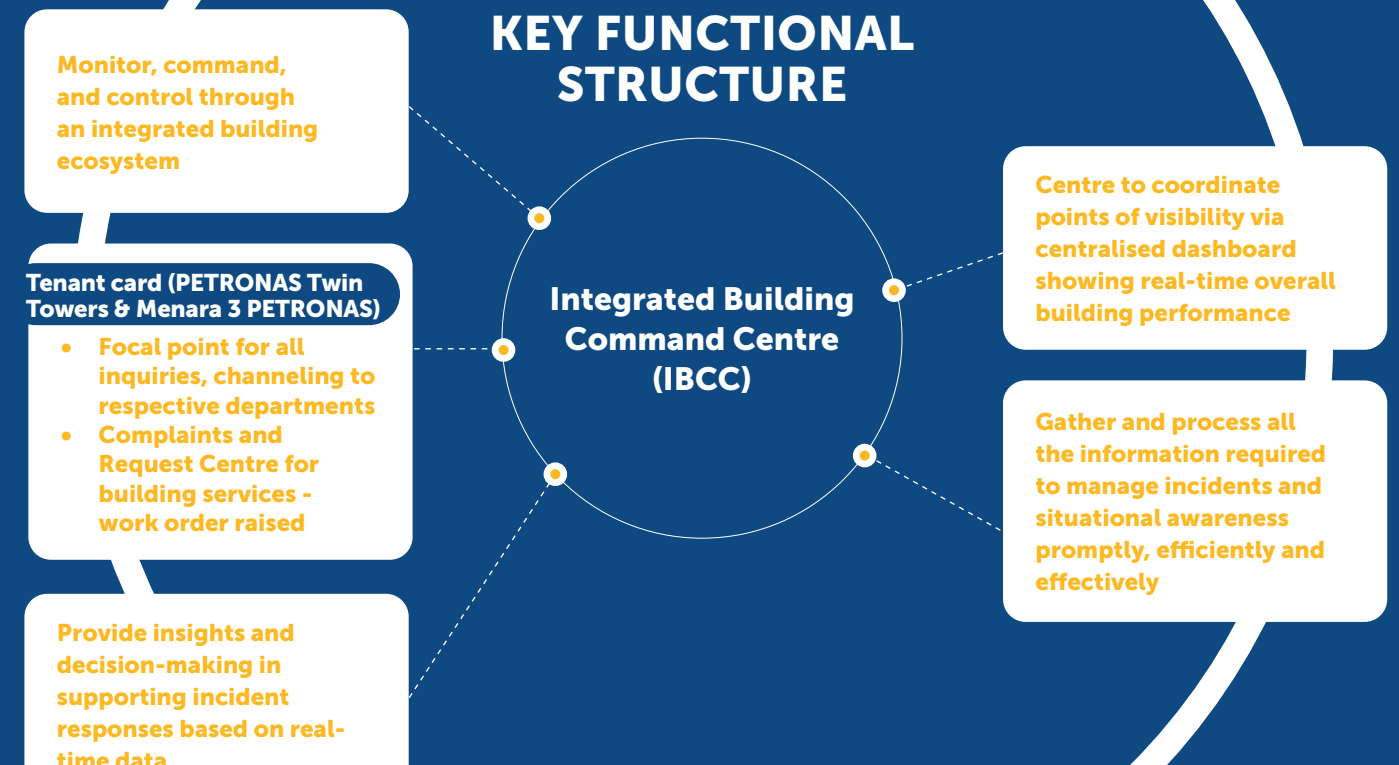 KEY FUNCTIONAL
STRUCTURE
Monitor, command,
and control through
an integrated building
ecosystem
Tenant card (PETRONAS Twin
Towers & Menara 3 PETRONAS)
• Focal point for all
inquiries, channeling to
respective departments
• Complaints and
Request Centre for
building services -
work order raised
Provide insights and
decision-making in
supporting incident
responses based on real-
time data
Integrated Building
Command Centre
(IBCC)
Centre to coordinate
points of visibility via
centralised dashboard
showing real-time overall
building performance
Gather and process all
the information required
to manage incidents and
situational awareness
promptly, efficiently and
effectively